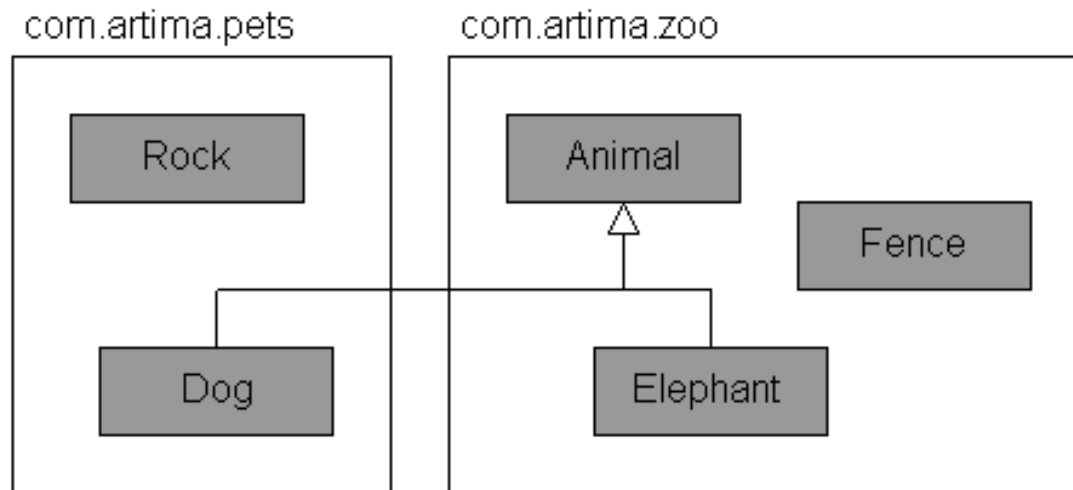 com.artima.pets
com.artima.zoo
Rock
Animal
Fence
Dog
Elephant